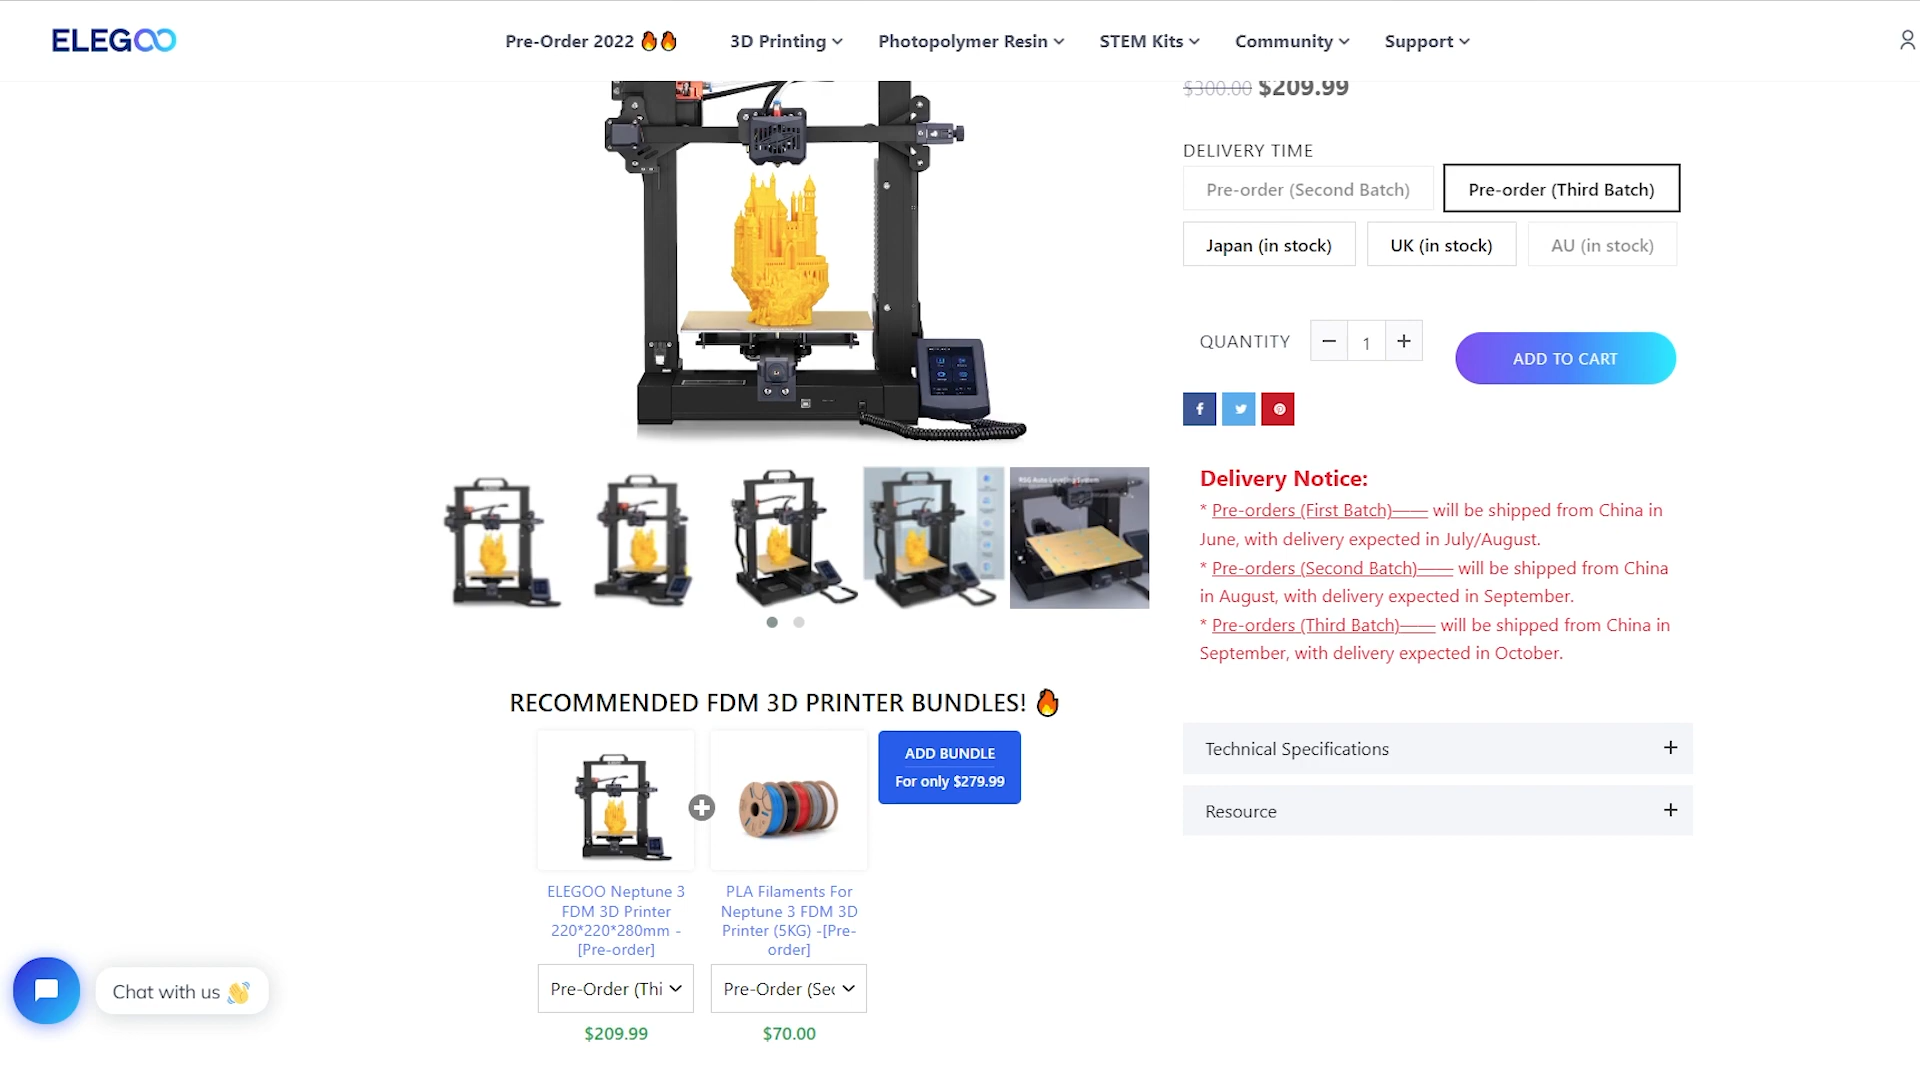 ELEGOO
Pre-Order 2022
3D Printing
Photopolymer Resin
STEM Kits
Community
Support
$300.00 $209.99
DELIVERY TIME
Pre-order (Second Batch)
Pre-order (Third Batch)
Japan (in stock)
UK (in stock)
AU (in stock)
QUANTITY
1
ADD TO CART
Delivery Notice:
* Pre-orders (First Batch)—— will be shipped from China in
June, with delivery expected in July/August.
* Pre-orders (Second Batch)—— will be shipped from China
in August, with delivery expected in September.
* Pre-orders (Third Batch)—— will be shipped from China in
September, with delivery expected in October.
RSG Auto Leveling System
RECOMMENDED FDM 3D PRINTER BUNDLES!
ADD BUNDLE
For only $279.99
ELEGOO Neptune 3
FDM 3D Printer
220*220*280mm -
[Pre-order]
Pre-Order (Thi
$209.99
PLA Filaments For
Neptune 3 FDM 3D
Printer (5KG) -[Pre-
order]
Pre-Order (Sec
$70.00
Technical Specifications
Resource
Chat with us